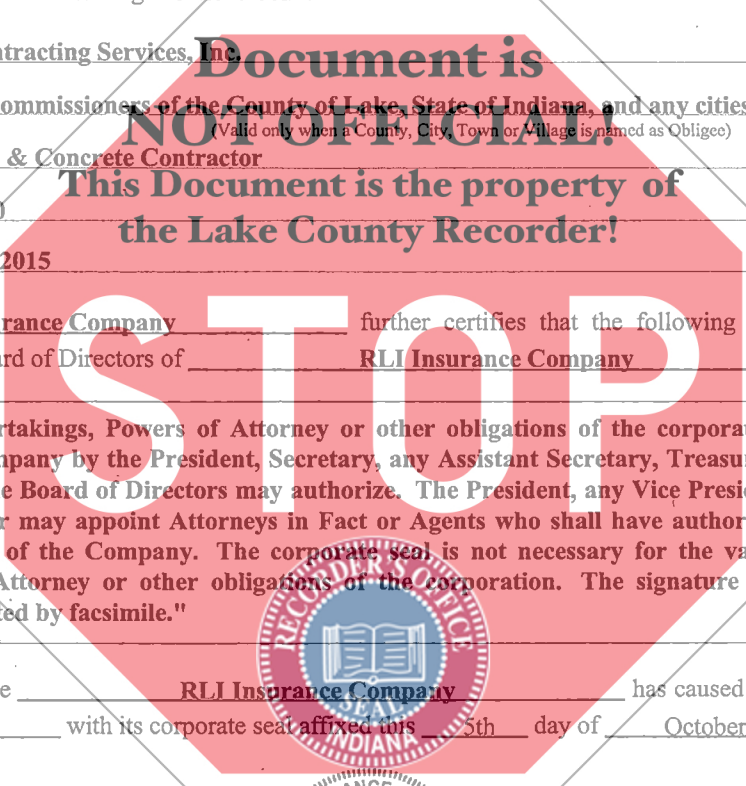 ntracting Services, Inc.
Document is
ommissioners of the County of Lake, State of Indiana, and any cities
NOT OFFICIAL!
(Valid only when a County, City, Town or Village is named as Obligee)
& Concrete Contractor
This Document is the property of
the Lake County Recorder!
2015
STOP
rance Company further certifies that the following
rd of Directors of RLI Insurance Company
rtakings, Powers of Attorney or other obligations of the corporat
mpany by the President, Secretary, any Assistant Secretary, Treasur
e Board of Directors may authorize. The President, any Vice Presid
r may appoint Attorneys in Fact or Agents who shall have author
of the Company. The corporate seal is not necessary for the va
Attorney or other obligations of the corporation. The signature
ted by facsimile."
RECORDER'S OFFICE
SEAL
INDIANA
e RLI Insurance Company has caused
with its corporate seal affixed this 5th day of October